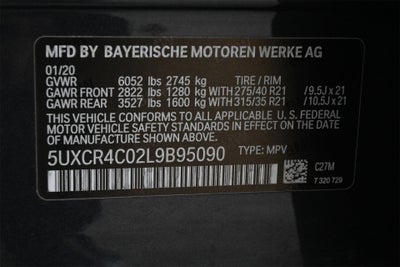 MFD BY BAYERISCHE MOTOREN WERKE AG
01/20
GVWR 6052 lbs 2745 kg TIRE / RIM
GAWR FRONT 2822 lbs 1280 kg WITH 275/40 R21 / 9.5J x 21
GAWR REAR 3527 lbs 1600 kg WITH 315/35 R21 / 10.5J x 21
THIS VEHICLE CONFORMS TO ALL APPLICABLE
U.S. FEDERAL MOTOR VEHICLE SAFETY STANDARDS
IN EFFECT ON THE DATE OF MANUFACTURE SHOWN ABOVE.
5UXCR4C02L9B95090 TYPE: MPV
C27M
7 320 729